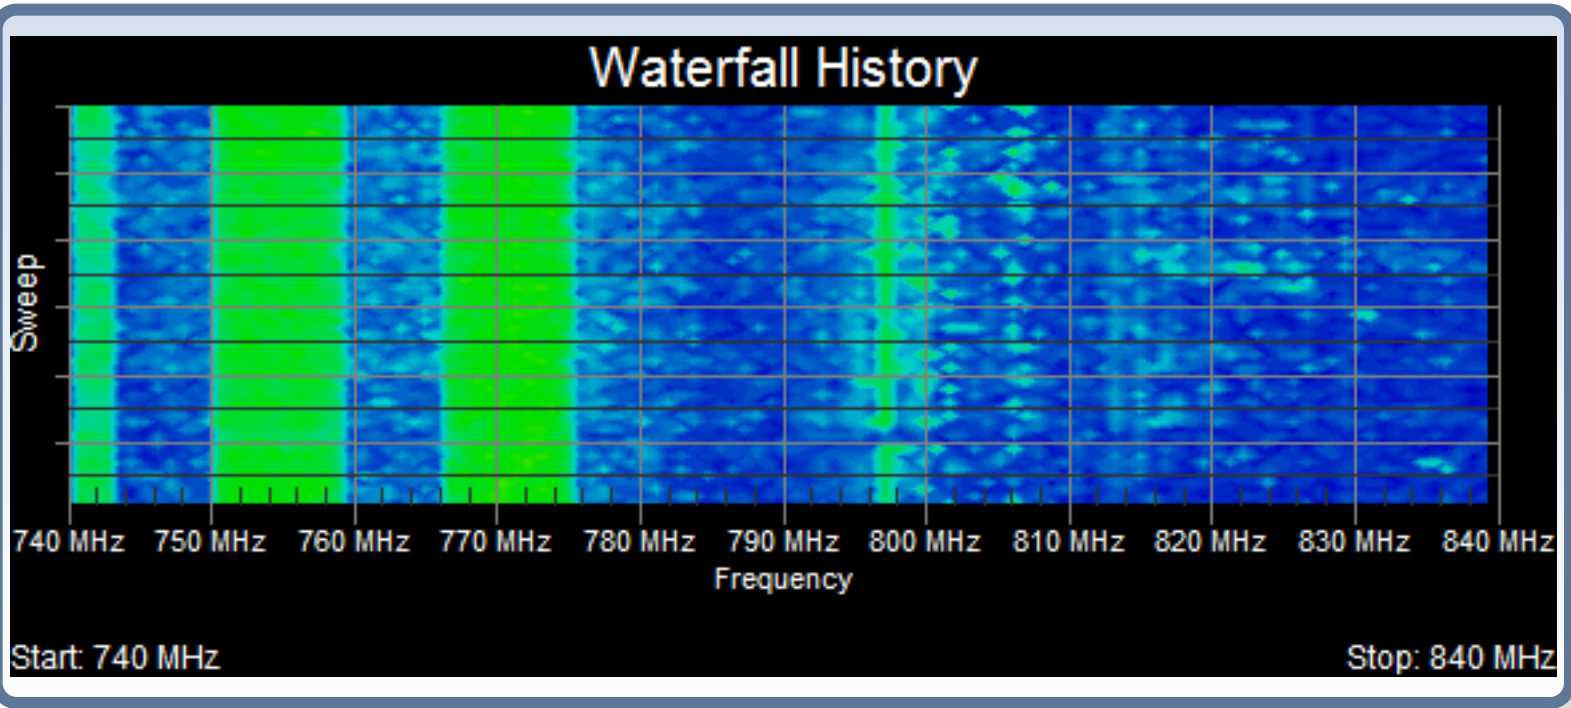 Waterfall History
Sweep
740 MHz 750 MHz 760 MHz 770 MHz 780 MHz 790 MHz 800 MHz 810 MHz 820 MHz 830 MHz 840 MHz
Frequency
Start: 740 MHz Stop: 840 MHz